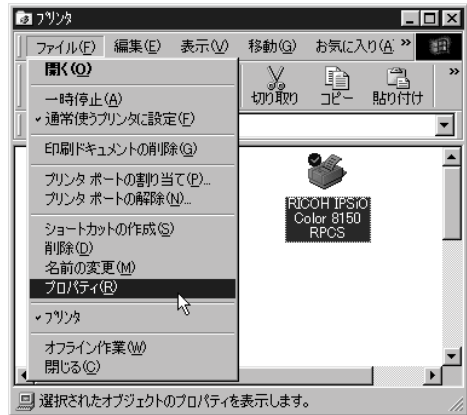 プリンタ
ファイル(F) 編集(E) 表示(V) 移動(G) お気に入り(A »
開く(O)
一時停止(A)
通常使うプリンタに設定(F)
印刷ドキュメントの削除(G)
プリンタ ポートの割り当て(P)...
プリンタ ポートの解除(N)...
ショートカットの作成(S)
削除(D)
名前の変更(M)
プロパティ(R)
プリンタ
オフライン作業(W)
閉じる(C)
切り取り コピー 貼り付け »
RICOH IPSiO
Color 8150
RPCS
選択されたオブジェクトのプロパティを表示します。